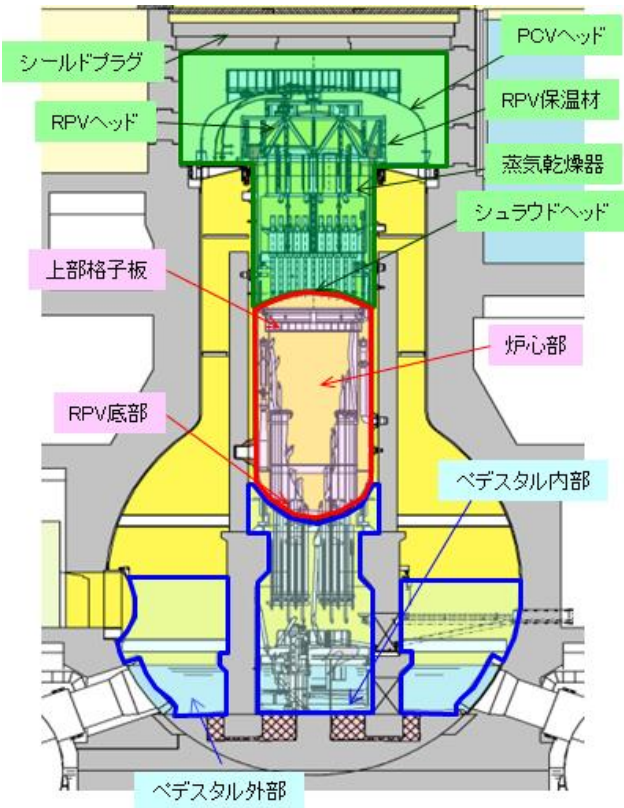 PCVヘッド
シールドプラグ
RPV保温材
RPVヘッド
蒸気乾燥器
シュラウドヘッド
上部格子板
炉心部
RPV底部
ペデスタル内部
ペデスタル外部